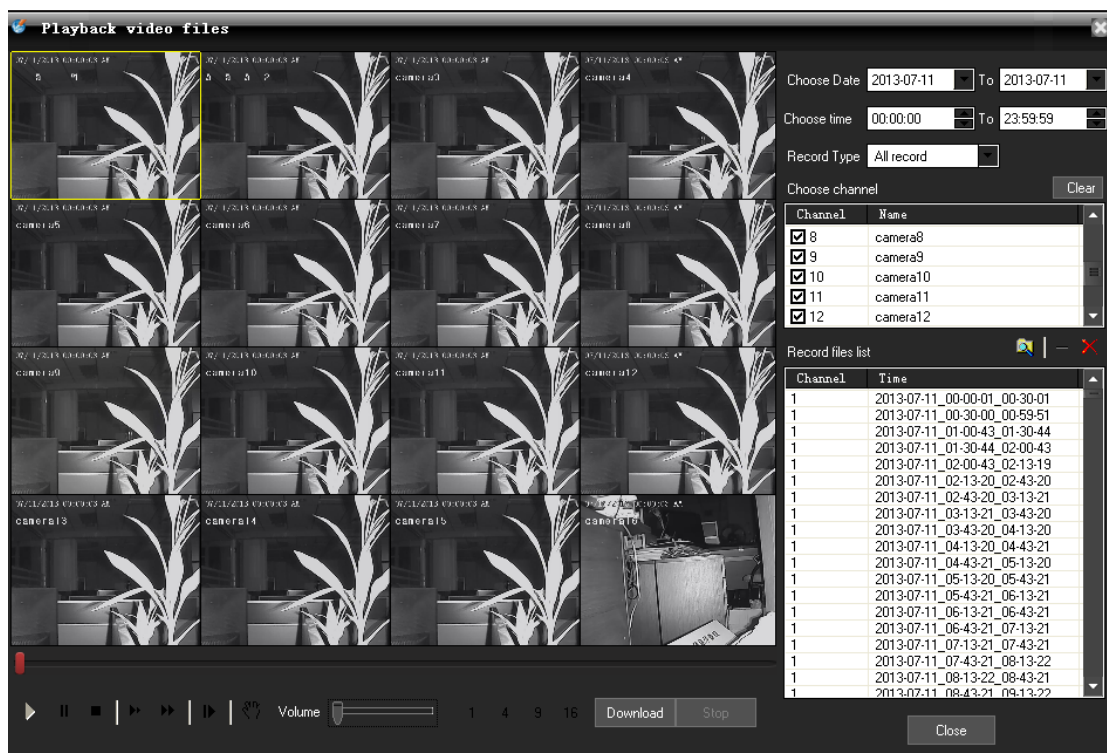 Playback video files
camera3
camera4
camera5
camera6
camera7
camera8
camera9
camera10
camera11
camera12
camera13
camera14
camera15
camera16
Choose Date 2013-07-11 To 2013-07-11
Choose time 00:00:00 To 23:59:59
Record Type All record
Choose channel Clear
Channel Name
8 camera8
9 camera9
10 camera10
11 camera11
12 camera12
Record files list
Channel Time
1 2013-07-11_00-00-01_00-30-01
1 2013-07-11_00-30-00_00-59-51
1 2013-07-11_01-00-43_01-30-44
1 2013-07-11_01-30-44_02-00-43
1 2013-07-11_02-00-43_02-13-19
1 2013-07-11_02-13-20_02-43-20
1 2013-07-11_02-43-20_03-13-21
1 2013-07-11_03-13-21_03-43-20
1 2013-07-11_03-43-20_04-13-20
1 2013-07-11_04-13-20_04-43-21
1 2013-07-11_04-43-21_05-13-20
1 2013-07-11_05-13-20_05-43-21
1 2013-07-11_05-43-21_06-13-21
1 2013-07-11_06-13-21_06-43-21
1 2013-07-11_06-43-21_07-13-21
1 2013-07-11_07-13-21_07-43-21
1 2013-07-11_07-43-21_08-13-22
1 2013-07-11_08-13-22_08-43-21
1 2013-07-11_08-43-21_09-13-22
Volume 1 4 9 16 Download Stop
Close